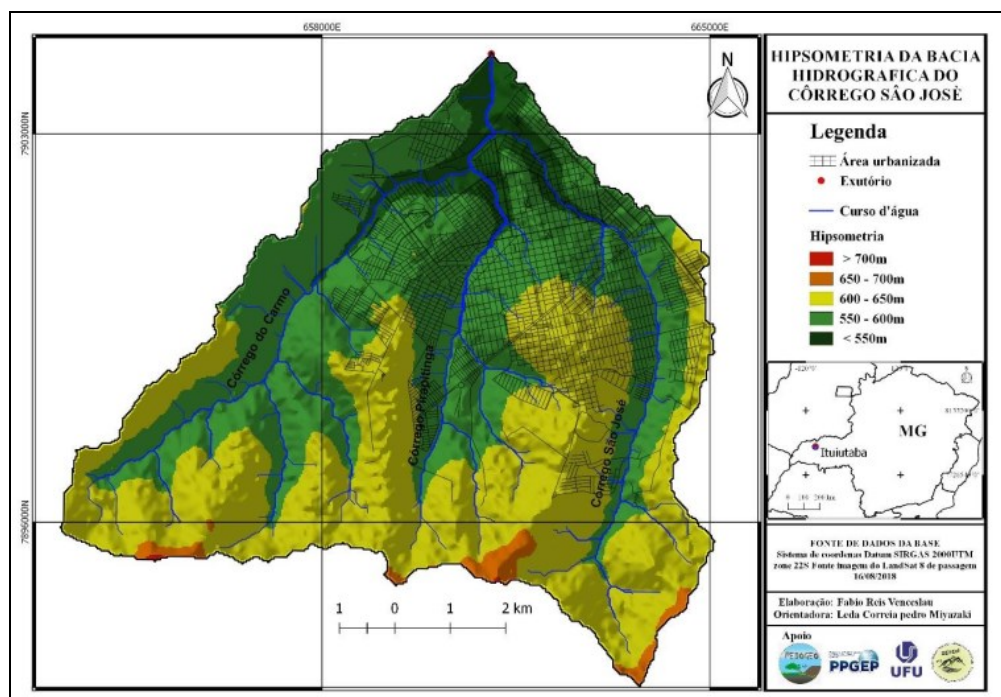 658000E
665000E
7903000N
7896000N
N
Córrego do Carmo
Córrego Pirapitinga
Córrego São José
1 0 1 2 km
HIPSOMETRIA DA BACIA
HIDROGRAFICA DO
CÔRREGO SÂO JOSÈ
Legenda
Área urbanizada
Exutório
Curso d'água
Hipsometria
> 700m
650 - 700m
600 - 650m
550 - 600m
< 550m
MG
Ituiutaba
FONTE DE DADOS DA BASE
Sistema de coordenas Datum SIRGAS 2000UTM
zone 22S Fonte imagem do LandSat 8 de passagem
16/08/2018
Elaboração: Fabio Reis Venceslau
Orientadora: Leda Correia pedro Miyazaki
Apoio
PEDOGEO
PPGEP
UFU